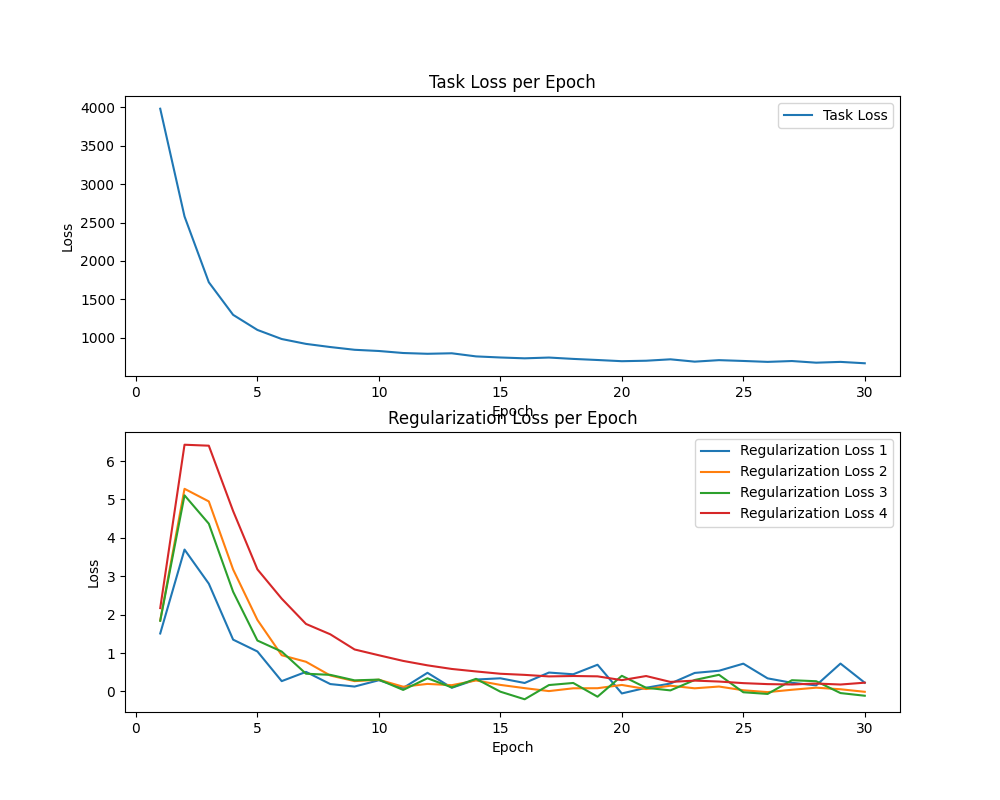 Task Loss per Epoch
4000
3500
3000
2500
2000
1500
1000
Loss
Task Loss
0 5 10 15 20 25 30
Epoch
Regularization Loss per Epoch
6
5
4
3
2
1
0
Loss
Regularization Loss 1
Regularization Loss 2
Regularization Loss 3
Regularization Loss 4
0 5 10 15 20 25 30
Epoch